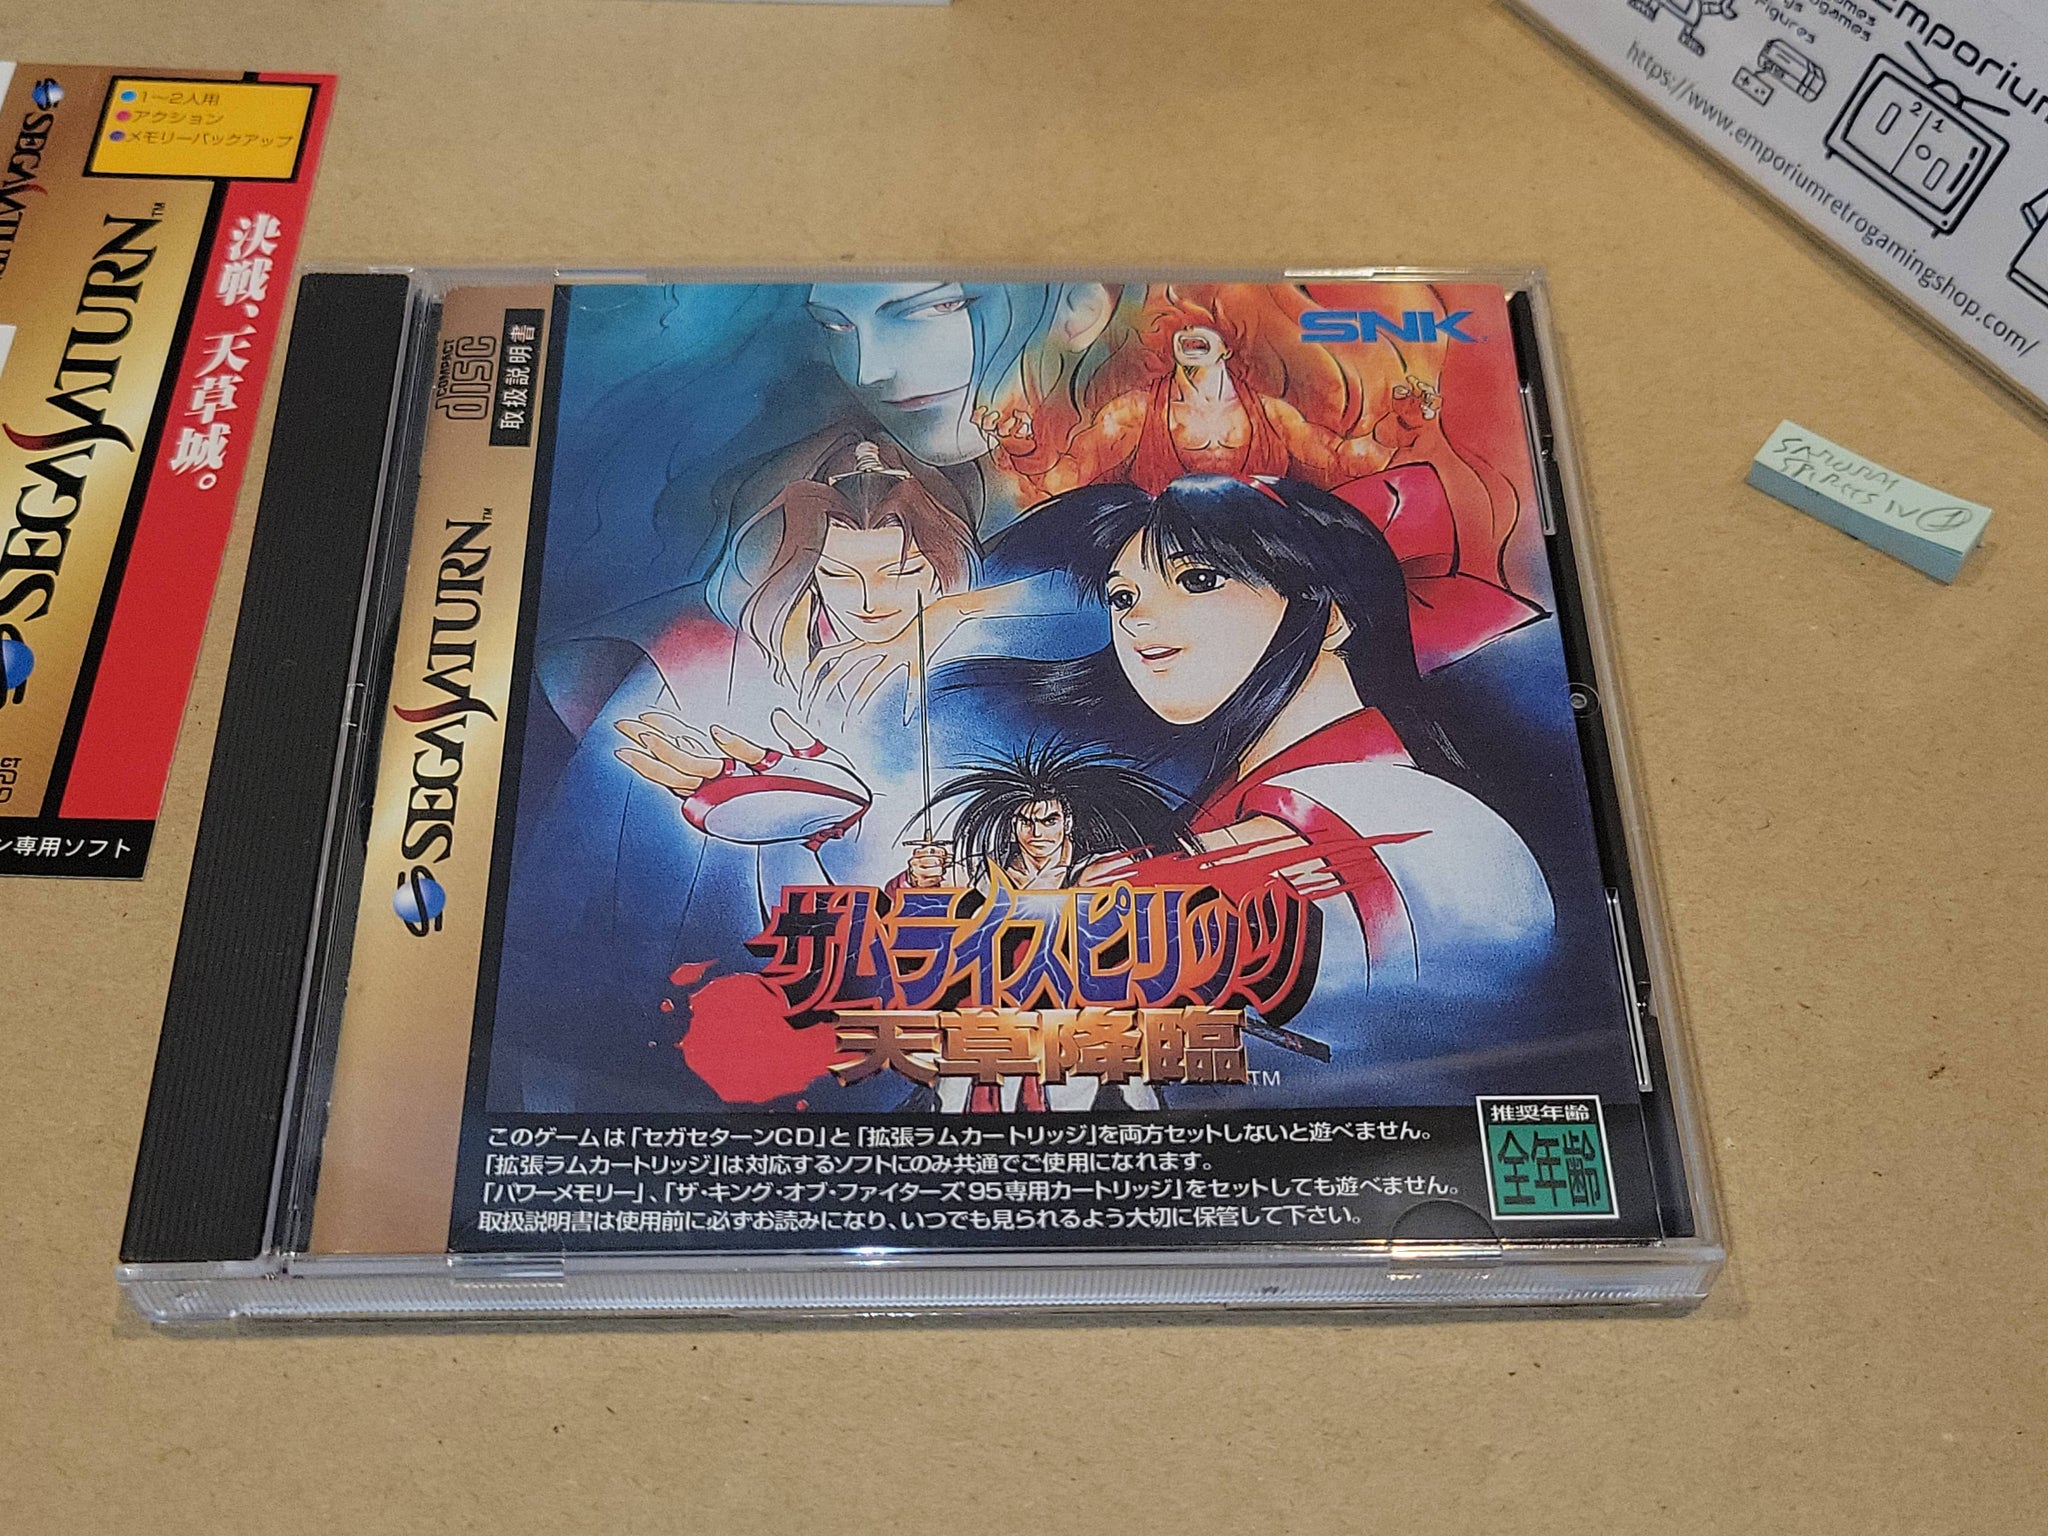 1〜2人用
アクション
メモリーバックアップ
SEGA SATURN™
決戦、天草城。
ン専用ソフト
COMPACT
disc
取扱説明書
SEGA SATURN™
SNK
サムライスピリッツ
天草降臨™
このゲームは「セガサターンCD」と「拡張ラムカートリッジ」を両方セットしないと遊べません。
「拡張ラムカートリッジ」は対応するソフトにのみ共通でご使用になれます。
「パワーメモリー」、「ザ・キング・オブ・ファイターズ'95専用カートリッジ」をセットしても遊べません。
取扱説明書は使用前に必ずお読みになり、いつでも見られるよう大切に保管して下さい。
推奨年齢
全年齢
Emporium
Figures
https://www.emporiumretrogamingshop.com/
2 1
SAMURAI
SPIRITS IV ①